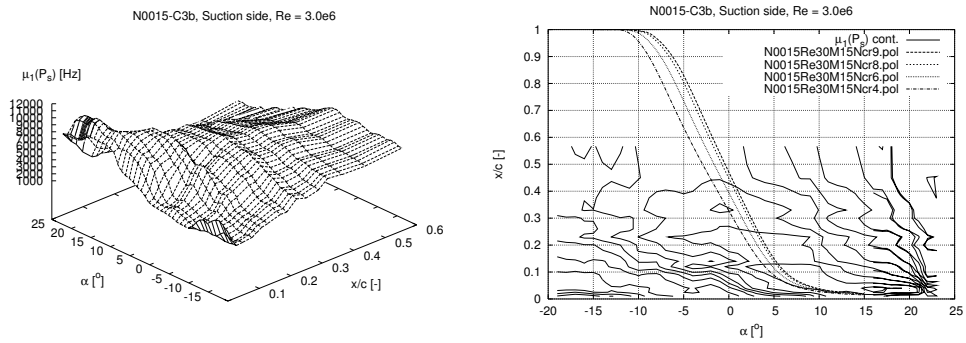 N0015-C3b, Suction side, Re = 3.0e6
μ1(Ps) [Hz]
12000
11000
10000
9000
8000
7000
6000
5000
4000
3000
2000
1000
25
20
15
10
5
0
-5
-10
-15
α [°]
0.1
0.2
0.3
0.4
0.5
0.6
x/c [-]
N0015-C3b, Suction side, Re = 3.0e6
μ1(Ps) cont.
N0015Re30M15Ncr9.pol
N0015Re30M15Ncr8.pol
N0015Re30M15Ncr6.pol
N0015Re30M15Ncr4.pol
1
0.9
0.8
0.7
0.6
0.5
0.4
0.3
0.2
0.1
0
x/c [-]
-20 -15 -10 -5 0 5 10 15 20 25
α [°]